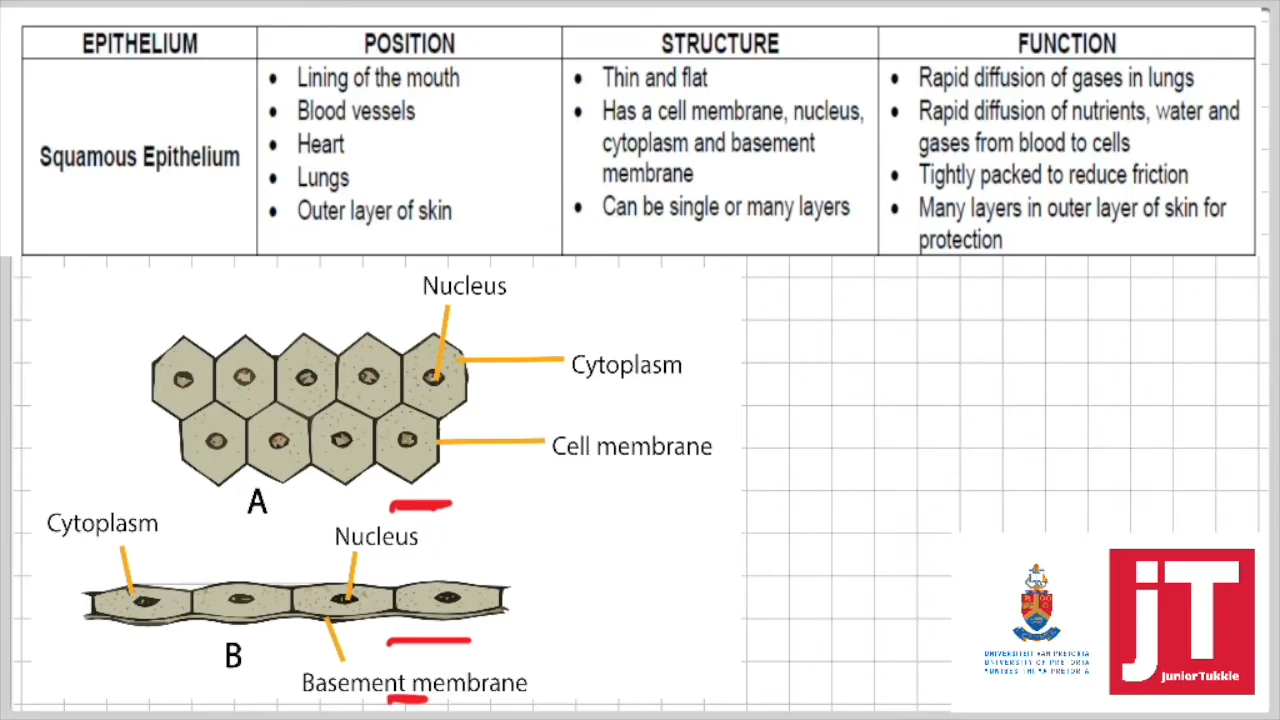 EPITHELIUM
POSITION
STRUCTURE
FUNCTION
Squamous Epithelium
• Lining of the mouth
• Blood vessels
• Heart
• Lungs
• Outer layer of skin
• Thin and flat
• Has a cell membrane, nucleus,
cytoplasm and basement
membrane
• Can be single or many layers
• Rapid diffusion of gases in lungs
• Rapid diffusion of nutrients, water and
gases from blood to cells
• Tightly packed to reduce friction
• Many layers in outer layer of skin for
protection
Nucleus
Cytoplasm
Cell membrane
A
Cytoplasm
Nucleus
B
Basement membrane
UNIVERSITEIT VAN PRETORIA
UNIVERSITY OF PRETORIA
YUNIBESITHI YA PRETORIA
jT
JuniorTukkie